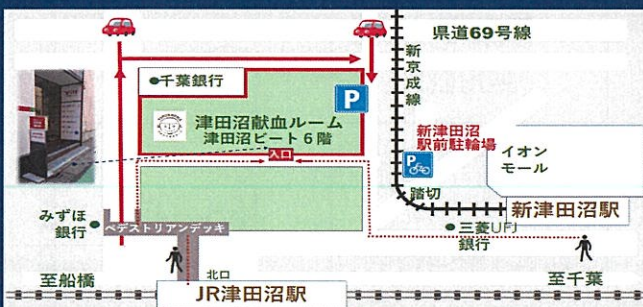 県道69号線
新京成線
千葉銀行
P
津田沼献血ルーム
津田沼ビート6階
入口
新津田沼
駅前駐輪場
P
イオン
モール
踏切
新津田沼駅
みずほ
銀行
ペデストリアンデッキ
三菱UFJ
銀行
北口
至船橋
JR津田沼駅
至千葉